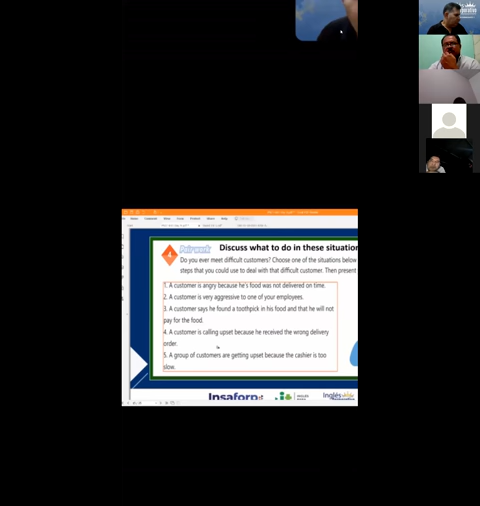 Pair work
Discuss what to do in these situation
Do you ever meet difficult customers? Choose one of the situations below
steps that you could use to deal with that difficult customer. Then present
1. A customer is angry because he's food was not delivered on time.
2. A customer is very aggressive to one of your employees.
3. A customer says he found a toothpick in his food and that he will not
pay for the food.
4. A customer is calling upset because he received the wrong delivery
order.
5. A group of customers are getting upset because the cashier is too
slow.
Insaforp